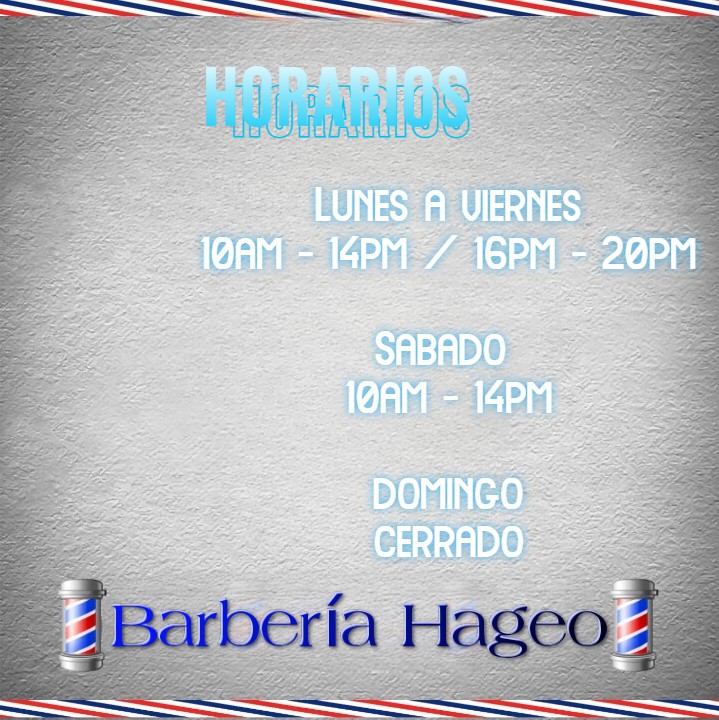 HORARIOS
LUNES A VIERNES
10AM - 14PM / 16PM - 20PM
SABADO
10AM - 14PM
DOMINGO
CERRADO
Barbería Hageo